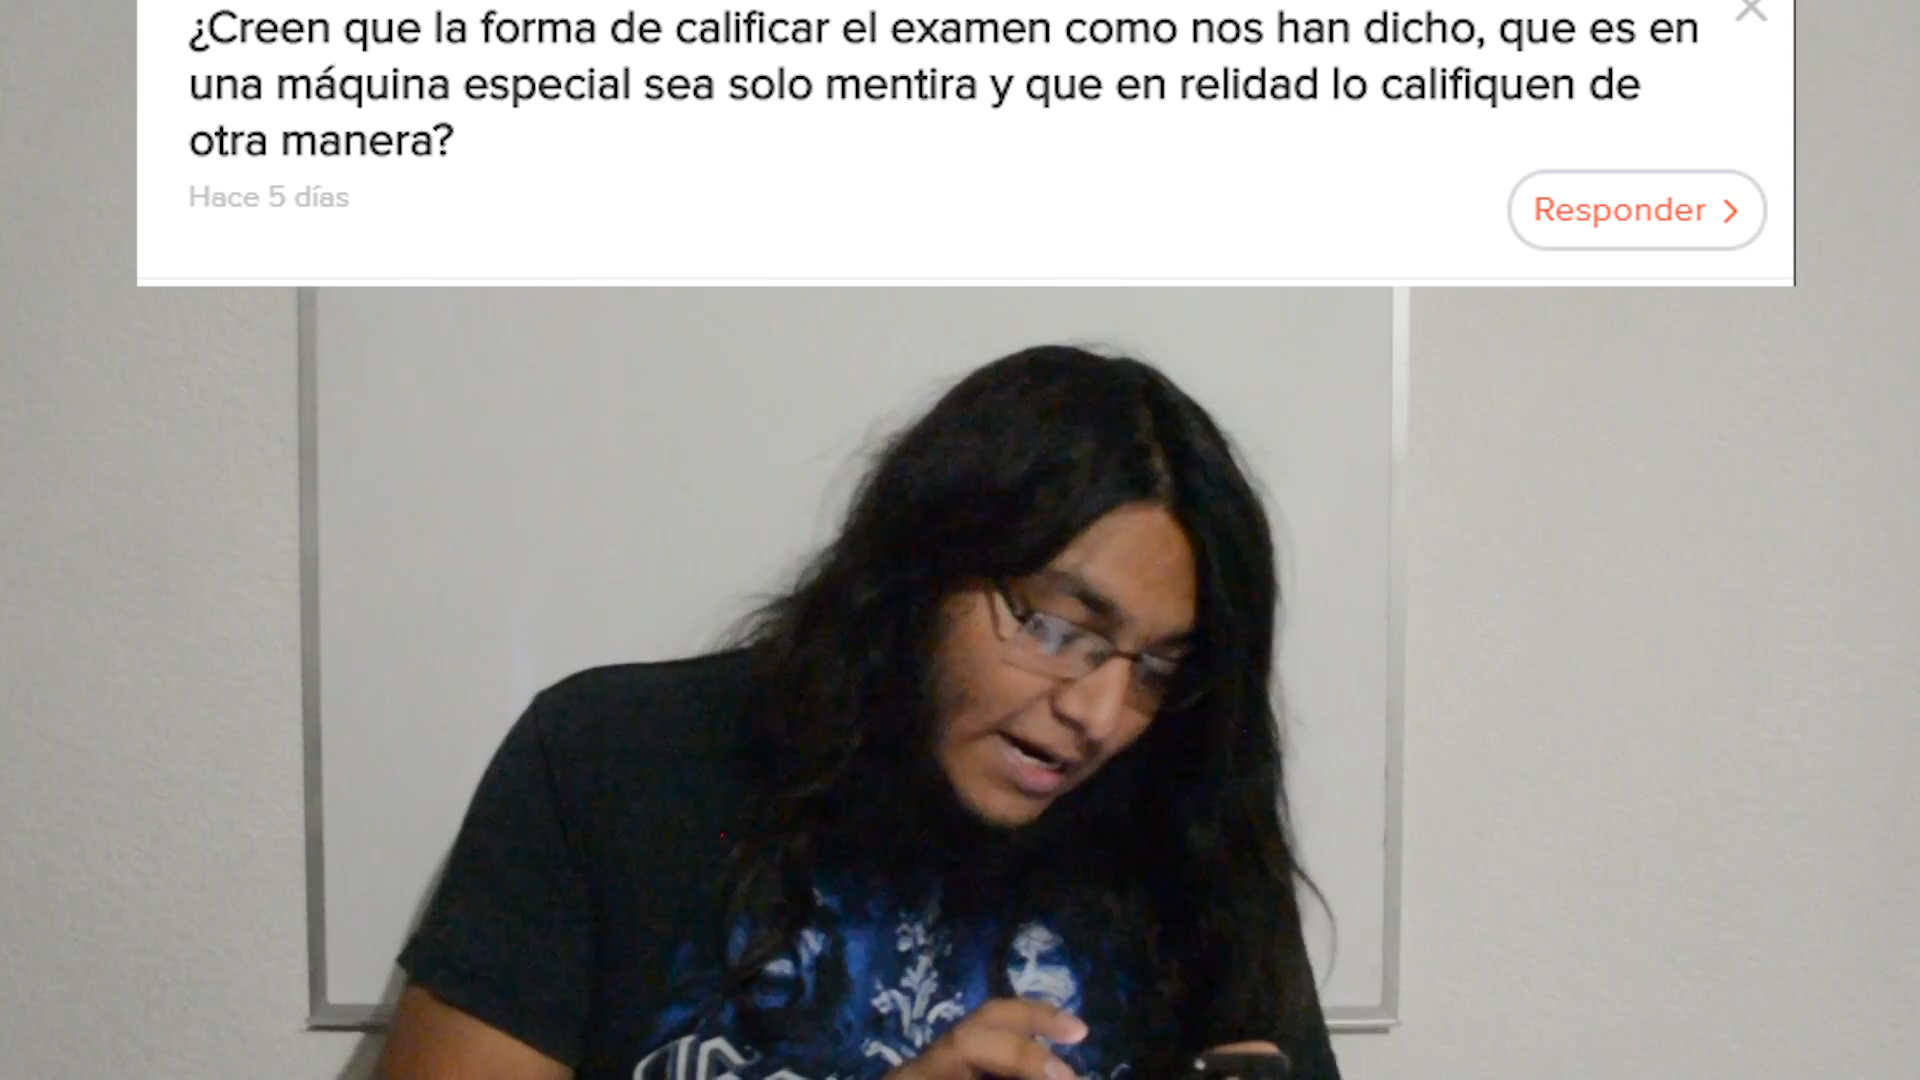 ¿Creen que la forma de calificar el examen como nos han dicho, que es en
una máquina especial sea solo mentira y que en relidad lo califiquen de
otra manera?
Hace 5 días
Responder